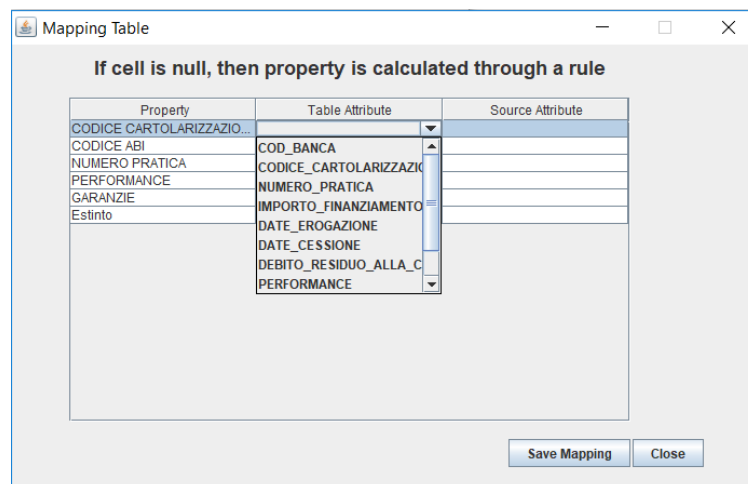 Mapping Table
If cell is null, then property is calculated through a rule
Property Table Attribute Source Attribute
CODICE CARTOLARIZZAZIO...
CODICE ABI
NUMERO PRATICA
PERFORMANCE
GARANZIE
Estinto
COD_BANCA
CODICE_CARTOLARIZZAZIO
NUMERO_PRATICA
IMPORTO_FINANZIAMENTO
DATE_EROGAZIONE
DATE_CESSIONE
DEBITO_RESIDUO_ALLA_C
PERFORMANCE
Save Mapping Close